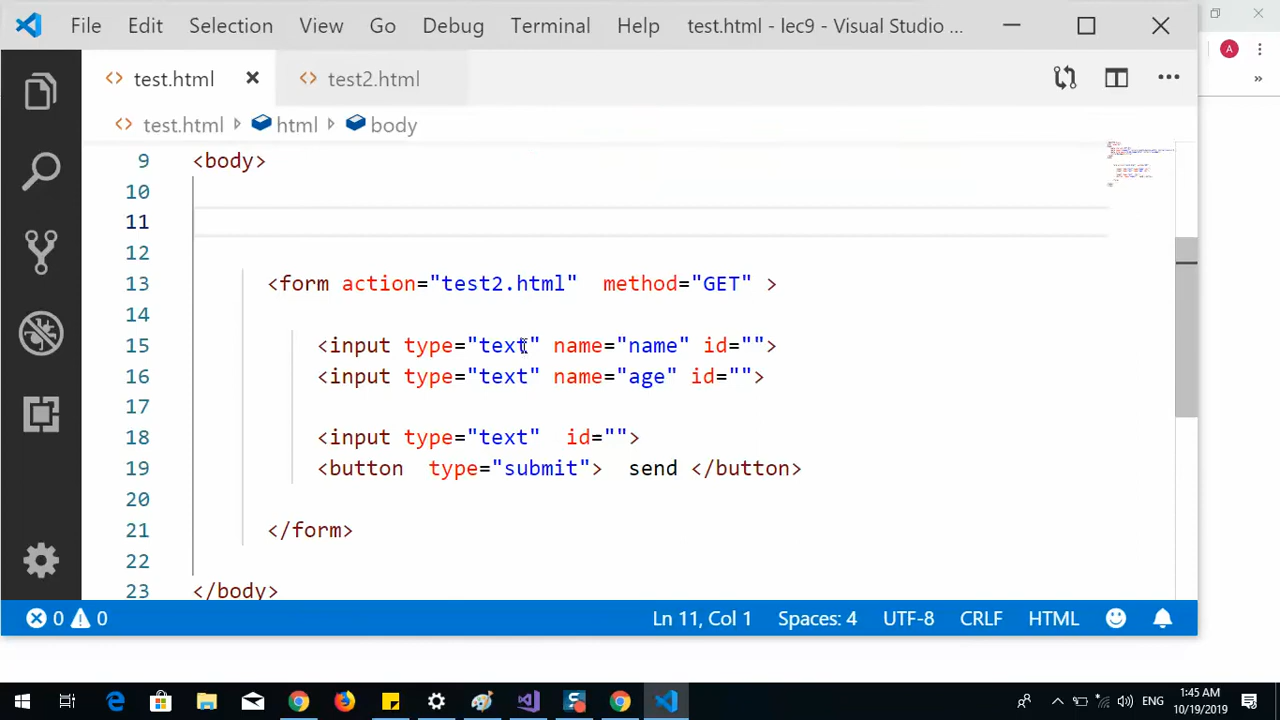 File Edit Selection View Go Debug Terminal Help test.html - lec9 - Visual Studio ...
A
test.html test2.html
test.html html body
9 <body>
10
11
12
13 <form action="test2.html"  method="GET" >
14
15 <input type="text" name="name" id="">
16 <input type="text" name="age" id="">
17
18 <input type="text"  id="">
19 <button  type="submit">  send </button>
20
21 </form>
22
23 </body>
0 0 Ln 11, Col 1 Spaces: 4 UTF-8 CRLF HTML
ENG 1:45 AM
10/19/2019